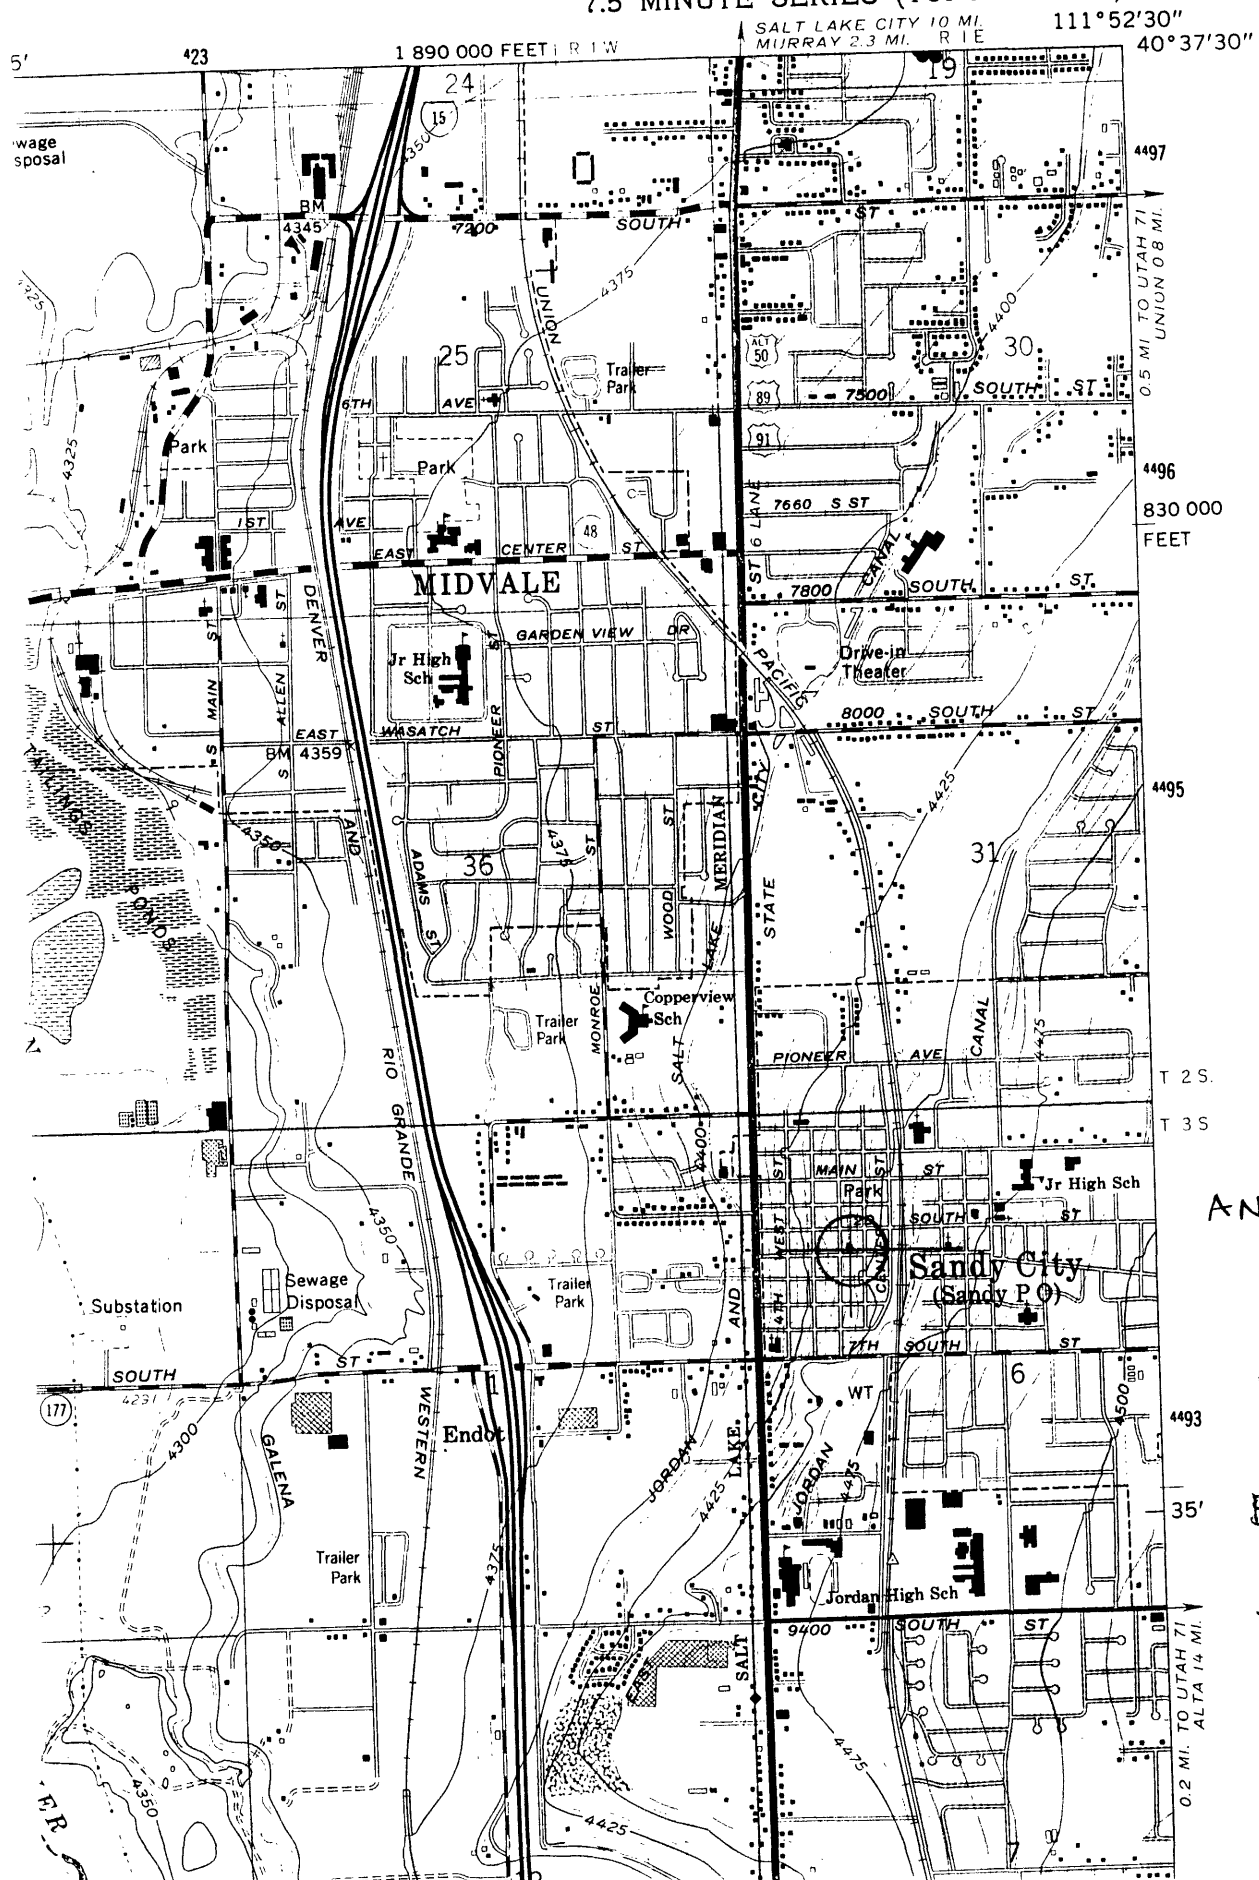 7.5 MINUTE SERIES
SALT LAKE CITY 10 MI.
MURRAY 2.3 MI.
R I E
111°52'30"
40°37'30"
5'
423
1 890 000 FEET
R 1 W
24
19
15
4350
4497
BM
4345
7200
SOUTH
ST
0.5 MI. TO UTAH 71
UNION 0.8 MI.
4325
4375
UNION
4400
ALT
50
30
25
Trailer
Park
89
7500
SOUTH
ST
6TH
AVE
91
4325
Park
Park
4496
830 000
FEET
7660 S ST
1ST
AVE
48
6 LANE
ST
EAST
CENTER
ST
CANAL
MIDVALE
7800
SOUTH
ST
DENVER
ST
ST
GARDEN VIEW
DR
ST
Jr High
Sch
Drive-in
Theater
PACIFIC
S MAIN
S ALLEN
PIONEER
8000
SOUTH
ST
EAST
WASATCH
ST
BM 4359
TAILINGS
PONDS
CITY
4425
4495
MERIDIAN
ST
4350
AND
4375
ST
36
31
ADAMS
ST
WOOD
STATE
LAKE
Copperview
Sch
Trailer
Park
MONROE
SALT
CANAL
4475
PIONEER
AVE
RIO
T 2 S.
T 3 S
GRANDE
4400
MAIN
ST
ST
ST
Park
Jr High Sch
4350
WEST
SOUTH
ST
AN
Sandy City
(Sandy P O)
CENTER
Sewage
Disposal
Trailer
Park
Substation
AND
4TH
7TH
SOUTH
ST
SOUTH
ST
177
4231
1
6
WT
4500
4493
4300
Endot
WESTERN
GALENA
JORDAN
LAKE
JORDAN
4475
4425
35'
Trailer
Park
4375
Jordan High Sch
9400
SOUTH
ST
EAST
SALT
0.2 MI. TO UTAH 71
ALTA 14 MI.
4475
4350
4425
ER
7